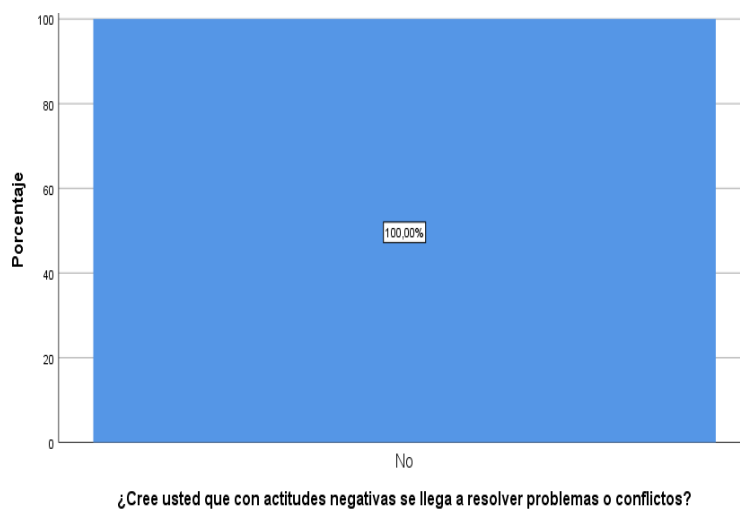 100
80
60
40
20
0
Porcentaje
100,00%
No
¿Cree usted que con actitudes negativas se llega a resolver problemas o conflictos?